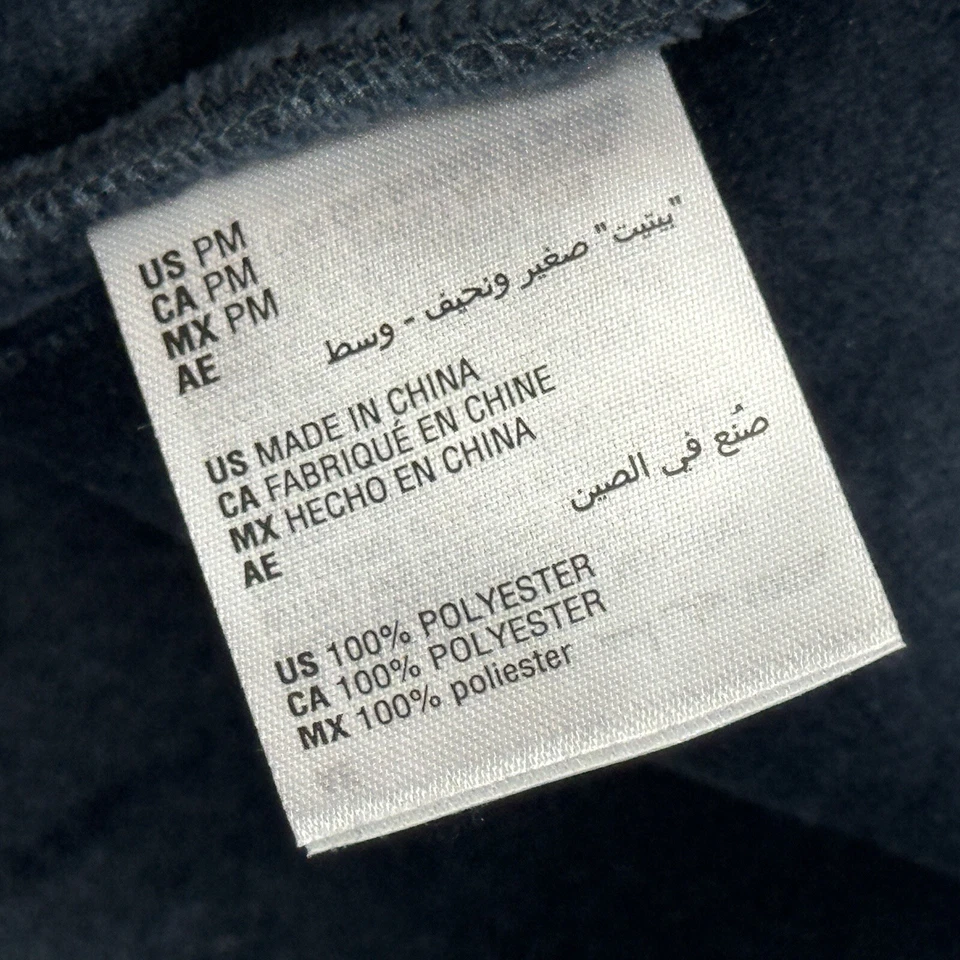 US PM
CA PM
MX PM
AE "بيتيت" صغير ونحيف - وسط
US MADE IN CHINA
CA FABRIQUÉ EN CHINE
MX HECHO EN CHINA
AE صُنع في الصين
US 100% POLYESTER
CA 100% POLYESTER
MX 100% poliester